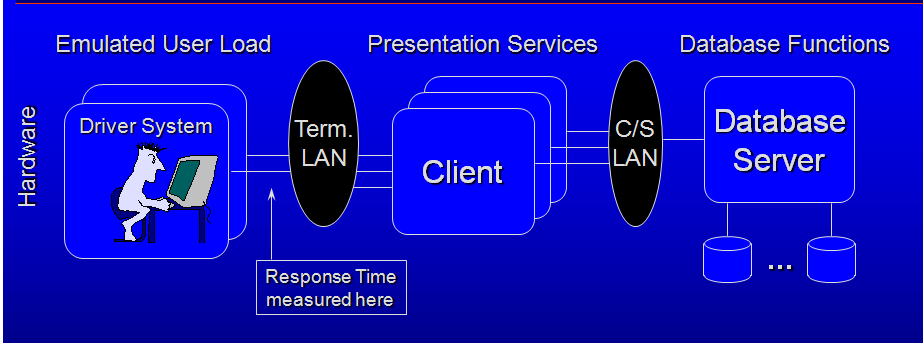 Emulated User Load
Presentation Services
Database Functions
Hardware
Driver System
Term.
LAN
Client
C/S
LAN
Database
Server
...
Response Time
measured here